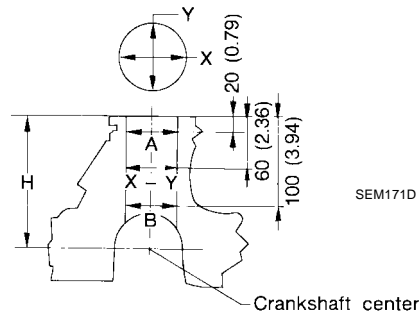 Y
X
20 (0.79)
60 (2.36)
100 (3.94)
A
H
X – Y
B
SEM171D
Crankshaft center